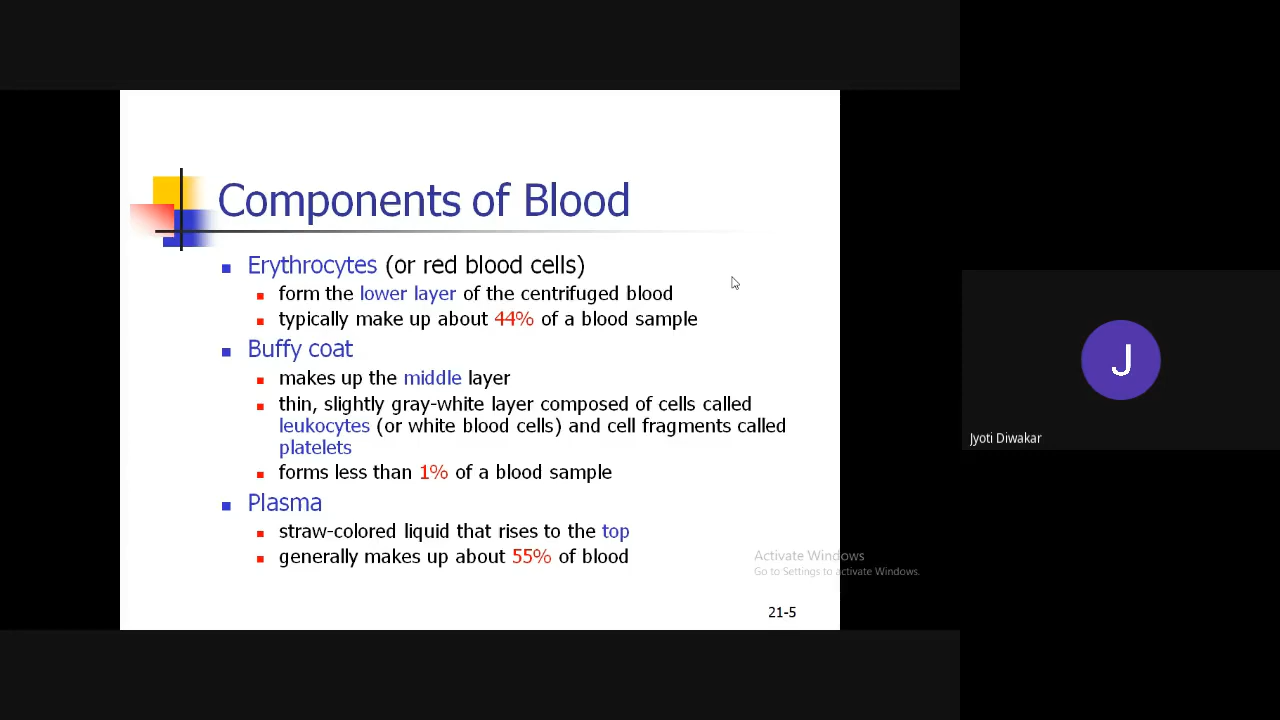 Components of Blood
Erythrocytes (or red blood cells)
form the lower layer of the centrifuged blood
typically make up about 44% of a blood sample
Buffy coat
makes up the middle layer
thin, slightly gray-white layer composed of cells called
leukocytes (or white blood cells) and cell fragments called
platelets
forms less than 1% of a blood sample
Plasma
straw-colored liquid that rises to the top
generally makes up about 55% of blood
21-5
Activate Windows
Go to Settings to activate Windows.
J
Jyoti Diwakar